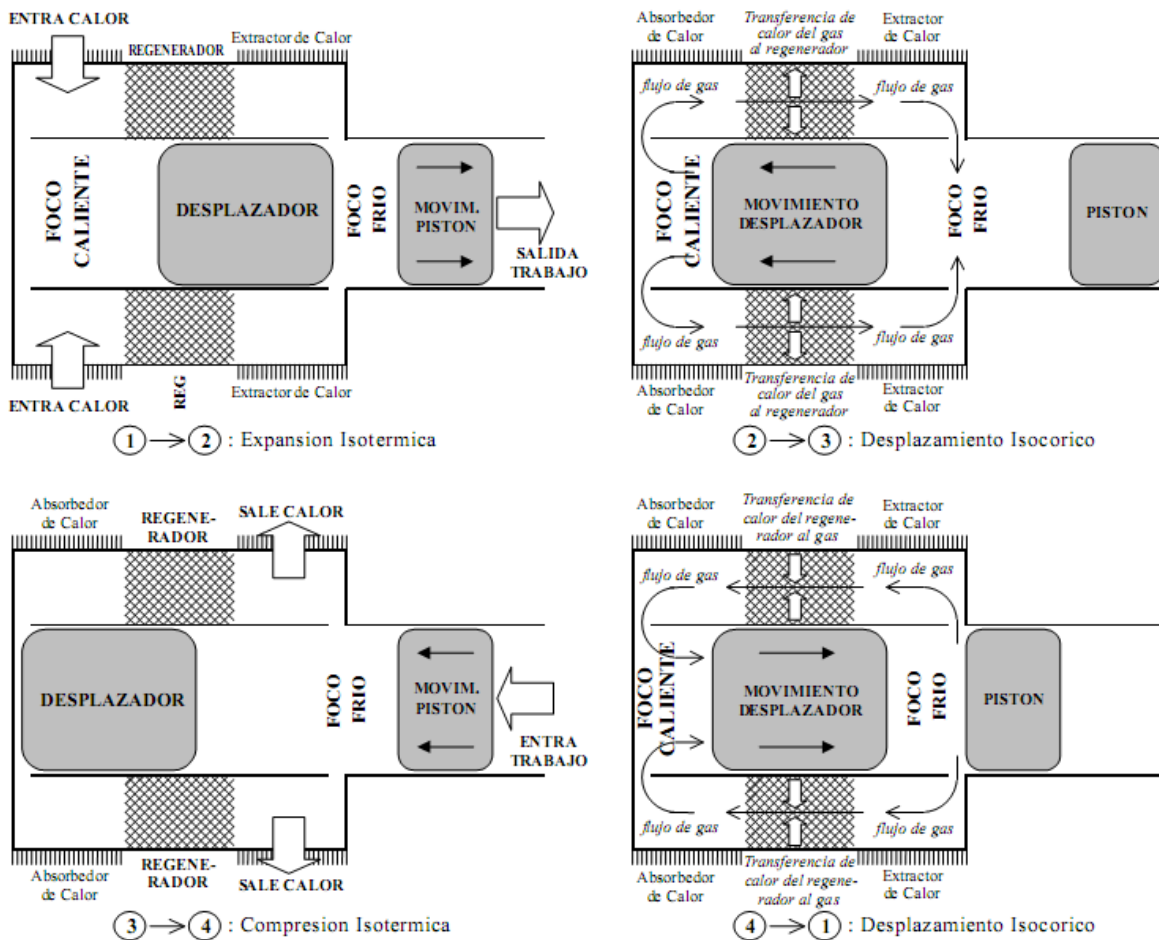 ENTRA CALOR
REGENERADOR
Extractor de Calor
FOCO
CALIENTE
DESPLAZADOR
FOCO
FRIO
MOVIM.
PISTON
SALIDA
TRABAJO
ENTRA CALOR
REG
Extractor de Calor
1 → 2 : Expansion Isotermica
Absorbedor
de Calor
Transferencia de
calor del gas
al regenerador
Extractor de
Calor
flujo de gas
flujo de gas
FOCO
CALIENTE
MOVIMIENTO
DESPLAZADOR
FOCO
FRIO
PISTON
flujo de gas
flujo de gas
Absorbedor
de Calor
Transferencia de
calor del gas
al regenerador
Extractor de
Calor
2 → 3 : Desplazamiento Isocorico
Absorbedor
de Calor
REGENE-
RADOR
SALE CALOR
DESPLAZADOR
FOCO
FRIO
MOVIM.
PISTON
ENTRA
TRABAJO
Absorbedor
de Calor
REGENE-
RADOR
SALE CALOR
3 → 4 : Compresion Isotermica
Absorbedor
de Calor
Transferencia de
calor del regene-
rador al gas
Extractor de
Calor
flujo de gas
flujo de gas
FOCO
CALIENTE
MOVIMIENTO
DESPLAZADOR
FOCO
FRIO
PISTON
flujo de gas
flujo de gas
Absorbedor
de Calor
Transferencia de
calor del regene-
rador al gas
Extractor de
Calor
4 → 1 : Desplazamiento Isocorico